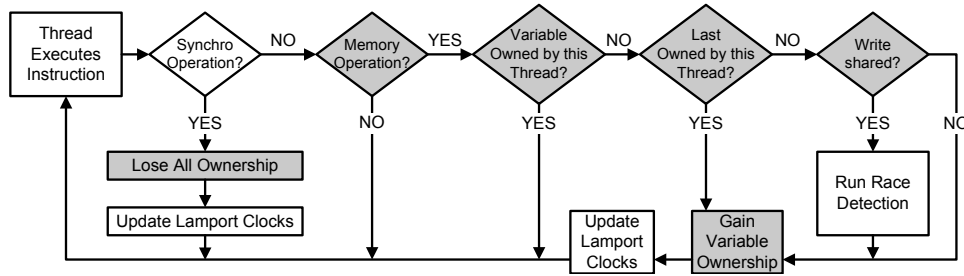 Thread
Executes
Instruction
Synchro
Operation?
NO
Memory
Operation?
YES
Variable
Owned by this
Thread?
NO
Last
Owned by this
Thread?
NO
Write
shared?
YES
NO
YES
YES
YES
NO
Lose All Ownership
Update Lamport Clocks
Update
Lamport
Clocks
Gain
Variable
Ownership
Run Race
Detection